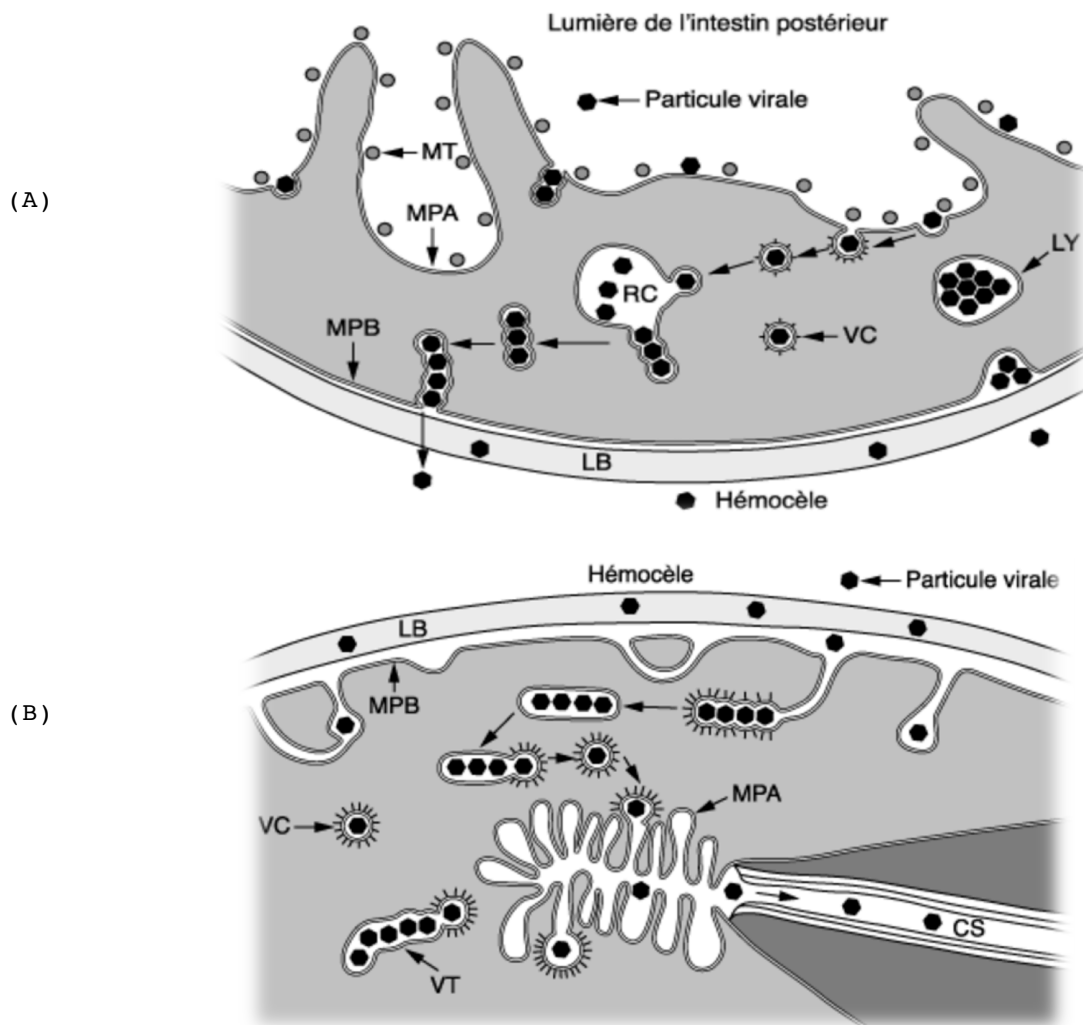 Lumière de l'intestin postérieur
Particule virale
MT
(A)
MPA
LY
RC
MPB
VC
LB
Hémocèle
Hémocèle
Particule virale
LB
MPB
(B)
MPA
VC
CS
VT